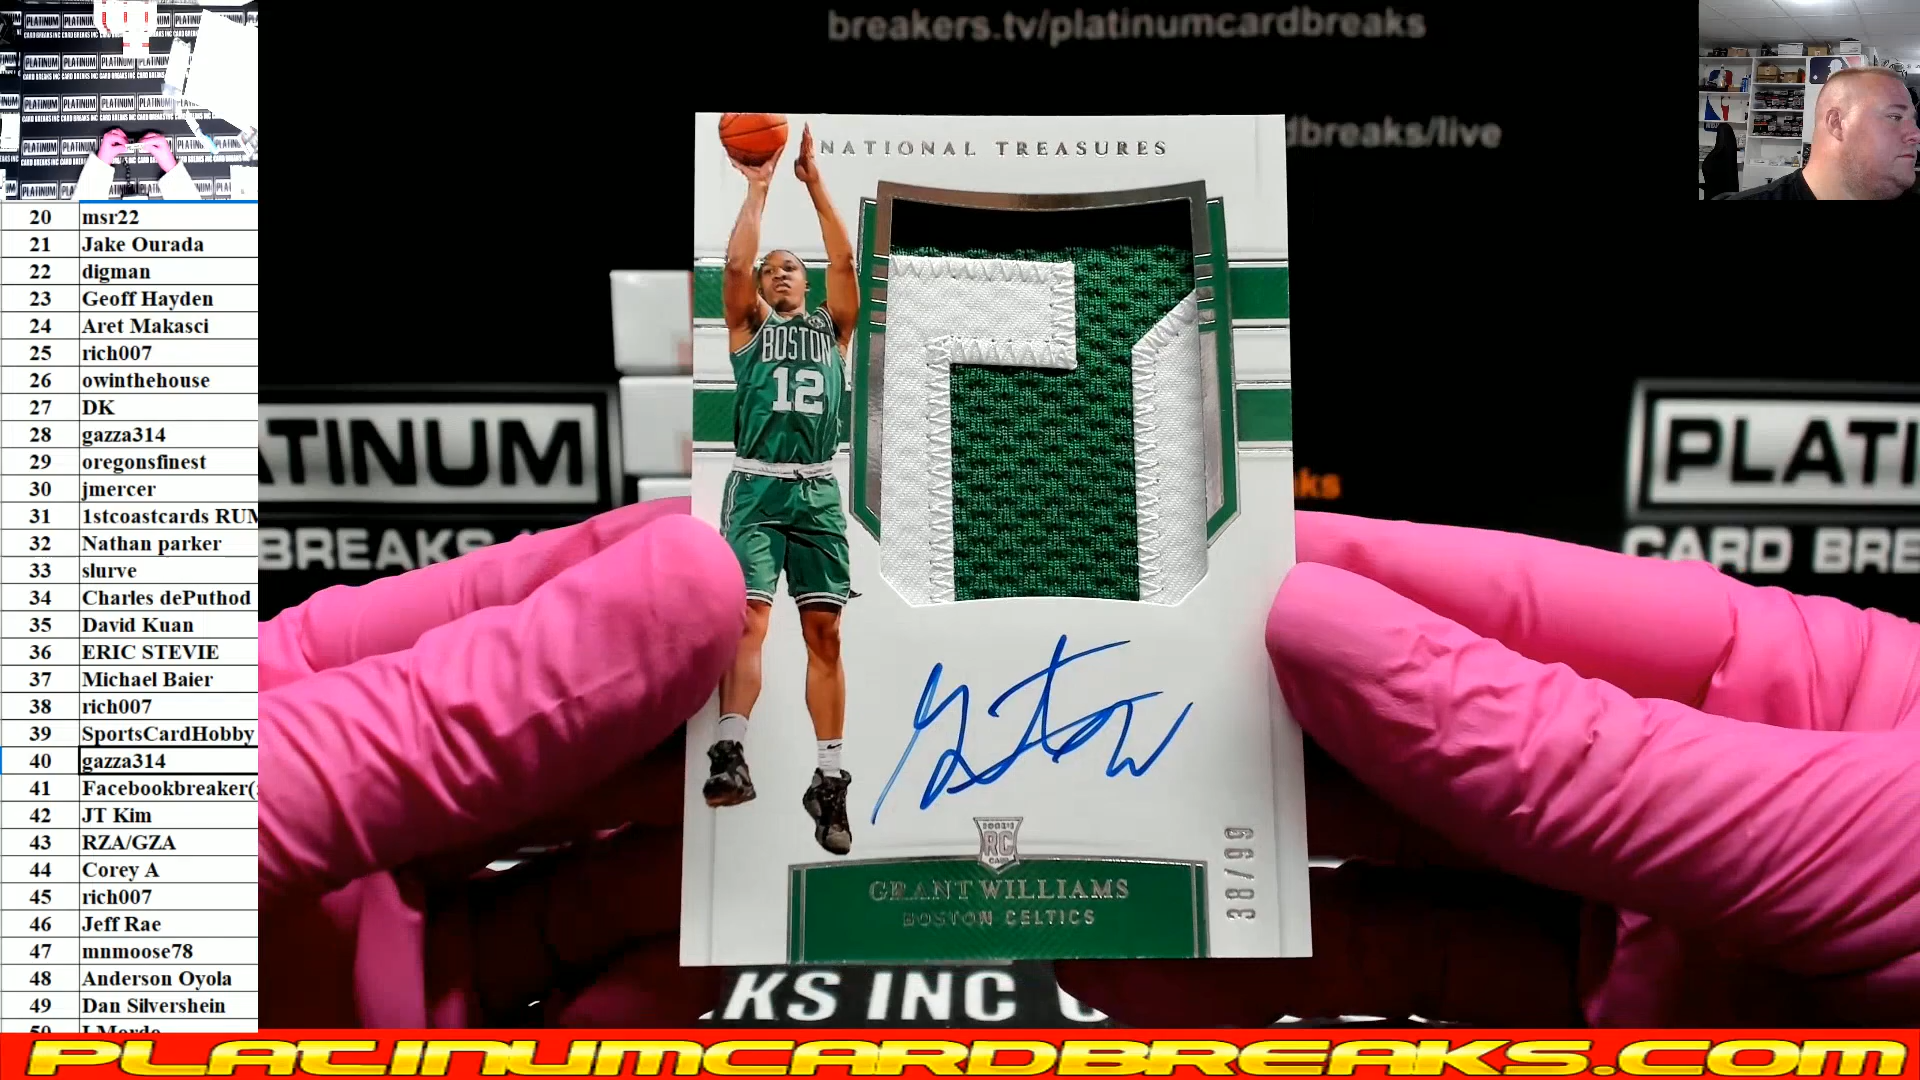 breakers.tv/platinumcardbreaks
dbreaks/live
PLATINUM
CARD BREAKS INC
20 msr22
21 Jake Ourada
22 digman
23 Geoff Hayden
24 Aret Makasci
25 rich007
26 owinthehouse
27 DK
28 gazza314
29 oregonsfinest
30 jmercer
31 1stcoastcards RUM
32 Nathan parker
33 slurve
34 Charles dePuthod
35 David Kuan
36 ERIC STEVIE
37 Michael Baier
38 rich007
39 SportsCardHobby
40 gazza314
41 Facebookbreaker(
42 JT Kim
43 RZA/GZA
44 Corey A
45 rich007
46 Jeff Rae
47 mnmoose78
48 Anderson Oyola
49 Dan Silvershein
NATIONAL TREASURES
BOSTON
12
ROOKIE
RC
CARD
GRANT WILLIAMS
BOSTON CELTICS
38/99
TINUM
BREAKS
ks
PLATI
CARD BRE
KS INC
PLATINUMCARDBREAKS.COM